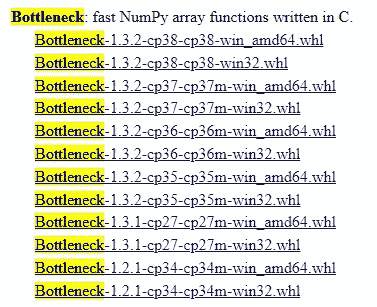 Bottleneck: fast NumPy array functions written in C.
Bottleneck-1.3.2-cp38-cp38-win_amd64.whl
Bottleneck-1.3.2-cp38-cp38-win32.whl
Bottleneck-1.3.2-cp37-cp37m-win_amd64.whl
Bottleneck-1.3.2-cp37-cp37m-win32.whl
Bottleneck-1.3.2-cp36-cp36m-win_amd64.whl
Bottleneck-1.3.2-cp36-cp36m-win32.whl
Bottleneck-1.3.2-cp35-cp35m-win_amd64.whl
Bottleneck-1.3.2-cp35-cp35m-win32.whl
Bottleneck-1.3.1-cp27-cp27m-win_amd64.whl
Bottleneck-1.3.1-cp27-cp27m-win32.whl
Bottleneck-1.2.1-cp34-cp34m-win_amd64.whl
Bottleneck-1.2.1-cp34-cp34m-win32.whl